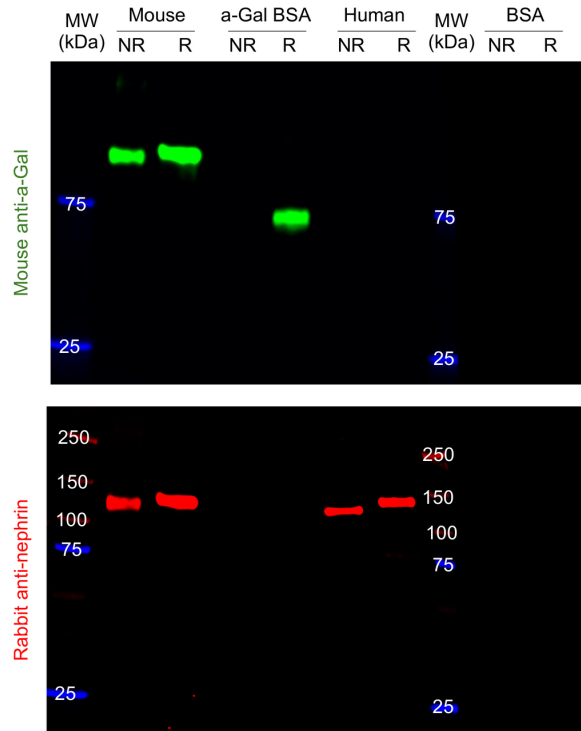 MW
(kDa)
Mouse
a-Gal BSA
Human
MW
(kDa)
BSA
NR R
NR R
NR R
NR R
Mouse anti-a-Gal
75
75
25
25
Rabbit anti-nephrin
250
250
150
150
100
100
75
75
25
25